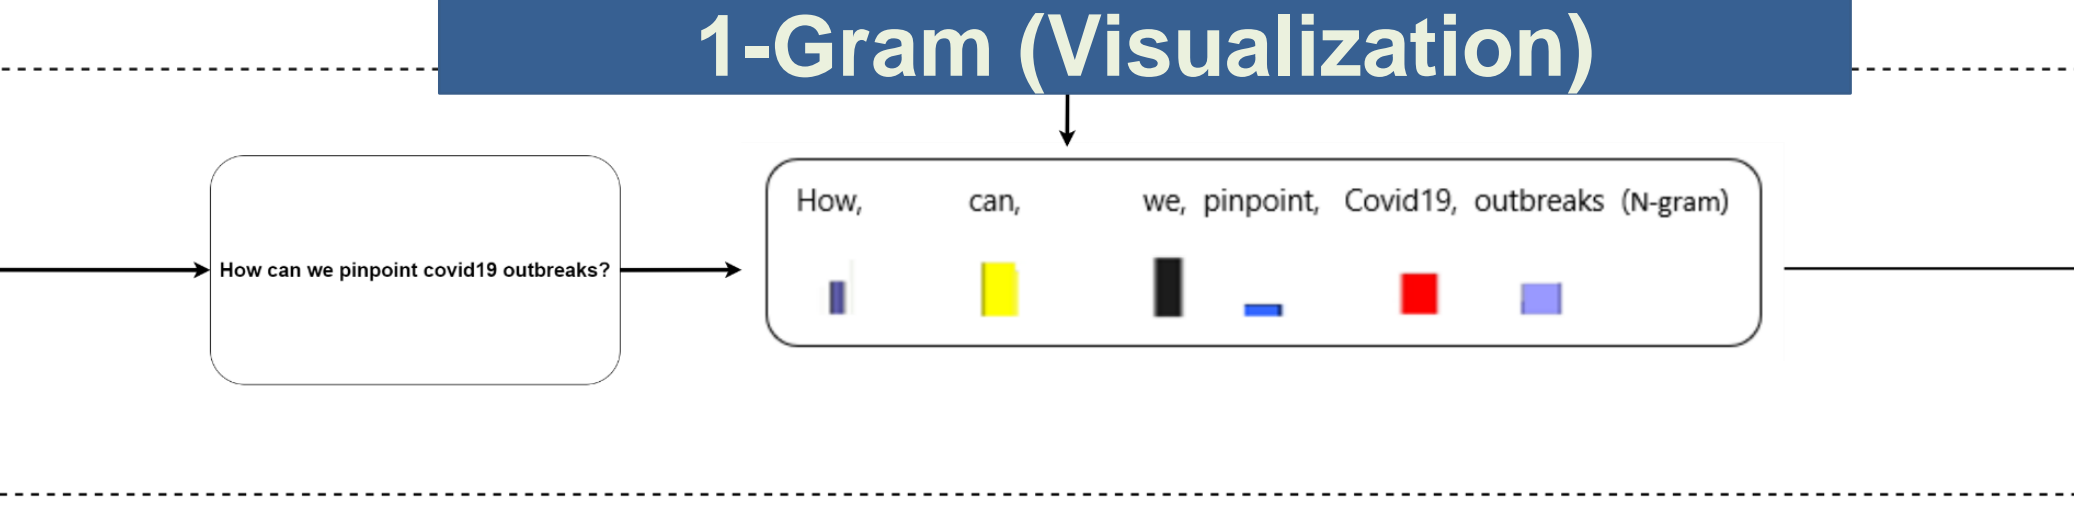 1-Gram (Visualization)
How can we pinpoint covid19 outbreaks?
How, can, we, pinpoint, Covid19, outbreaks (N-gram)